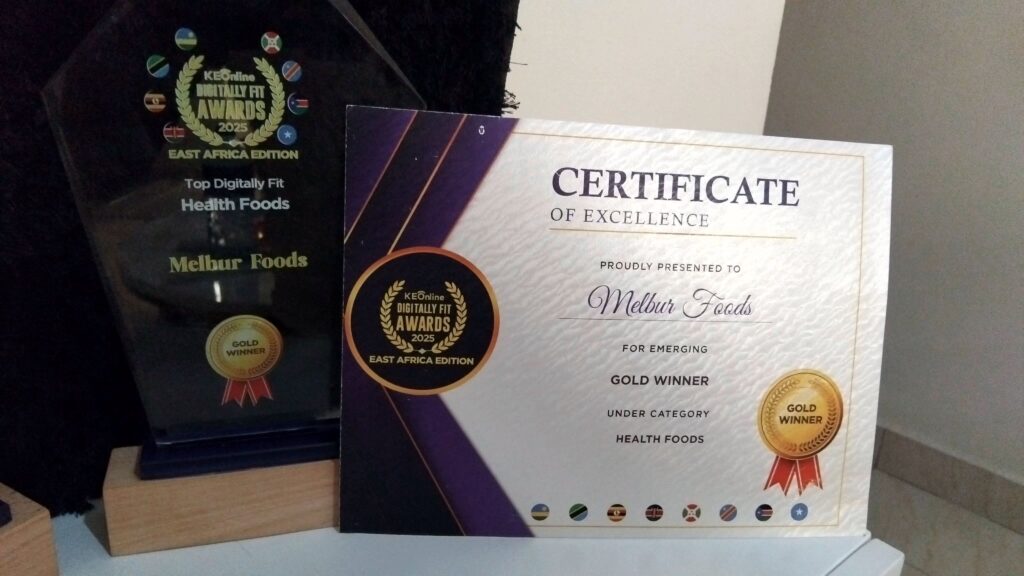 KEOnline
DIGITALLY FIT
AWARDS
2025
EAST AFRICA EDITION
Top Digitally Fit
Health Foods
Melbur Foods
GOLD
WINNER
CERTIFICATE
OF EXCELLENCE
PROUDLY PRESENTED TO
Melbur Foods
FOR EMERGING
GOLD WINNER
UNDER CATEGORY
HEALTH FOODS
KEOnline
DIGITALLY FIT
AWARDS
2025
EAST AFRICA EDITION
GOLD
WINNER